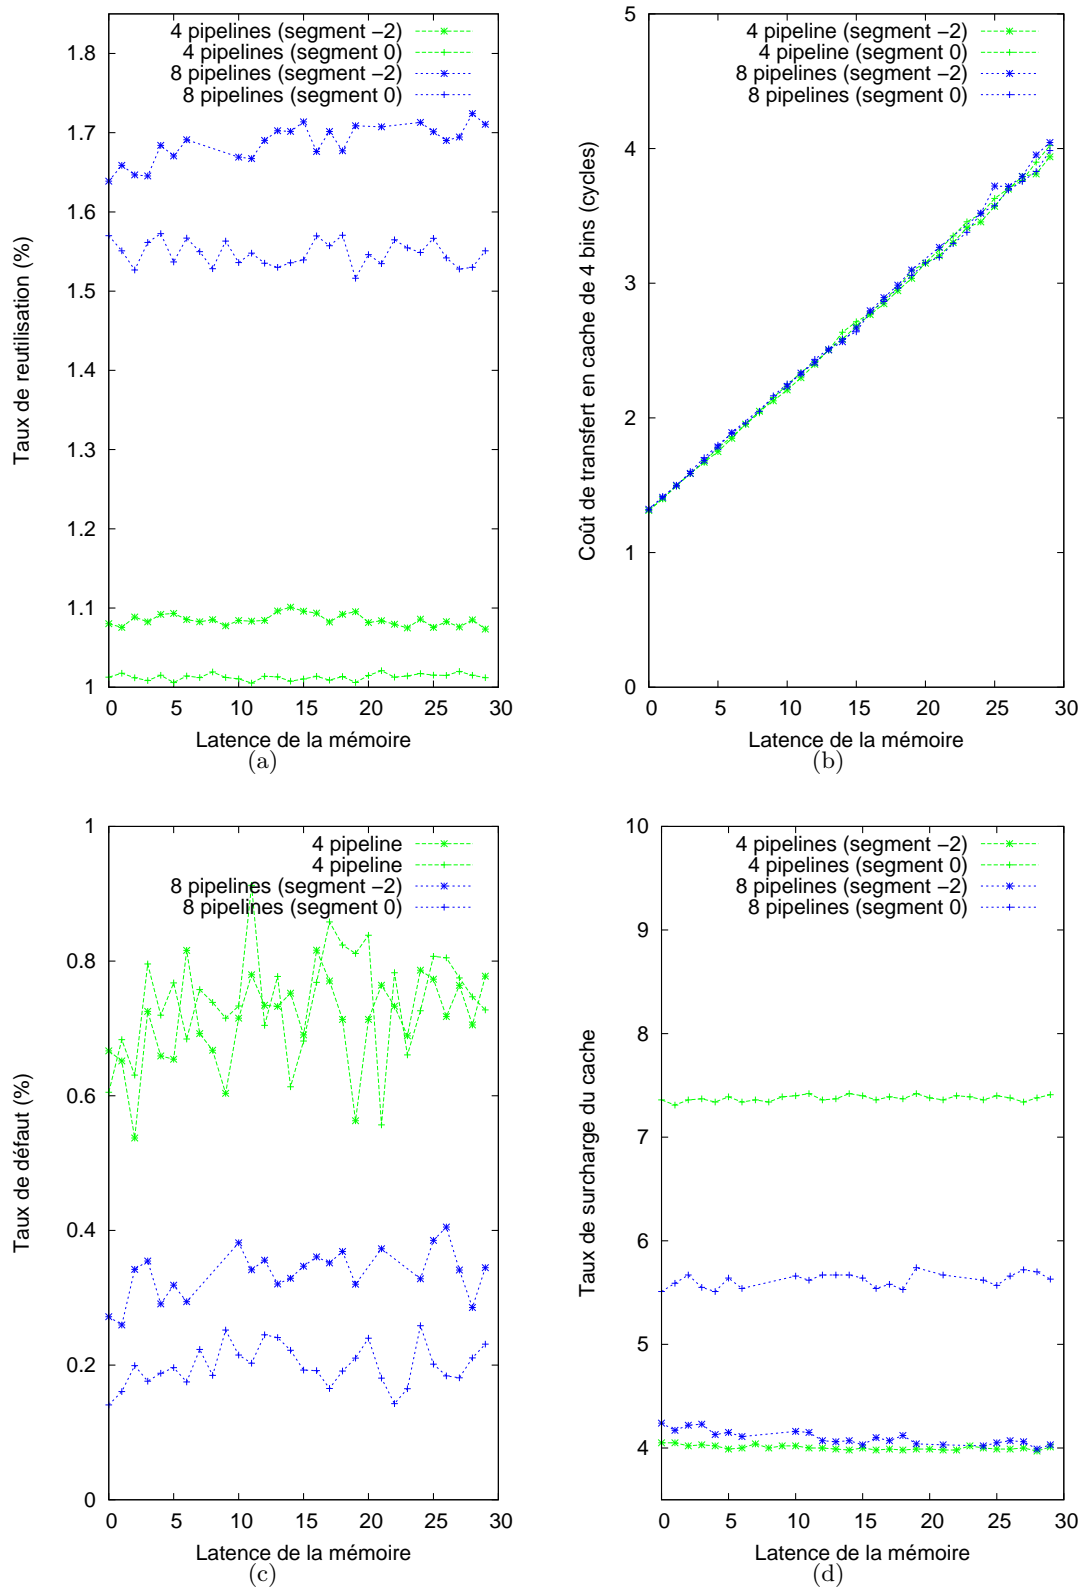 1.8
1.7
1.6
1.5
1.4
1.3
1.2
1.1
1
0 5 10 15 20 25 30
Taux de reutilisation (%)
Latence de la mémoire
4 pipelines (segment −2)
4 pipelines (segment 0)
8 pipelines (segment −2)
8 pipelines (segment 0)
(a)
5
4
3
2
1
0
0 5 10 15 20 25 30
Coût de transfert en cache de 4 bins (cycles)
Latence de la mémoire
4 pipeline (segment −2)
4 pipeline (segment 0)
8 pipelines (segment −2)
8 pipelines (segment 0)
(b)
1
0.8
0.6
0.4
0.2
0
0 5 10 15 20 25 30
Taux de défaut (%)
Latence de la mémoire
4 pipeline
4 pipeline
8 pipelines (segment −2)
8 pipelines (segment 0)
(c)
10
9
8
7
6
5
4
0 5 10 15 20 25 30
Taux de surcharge du cache
Latence de la mémoire
4 pipelines (segment −2)
4 pipelines (segment 0)
8 pipelines (segment −2)
8 pipelines (segment 0)
(d)